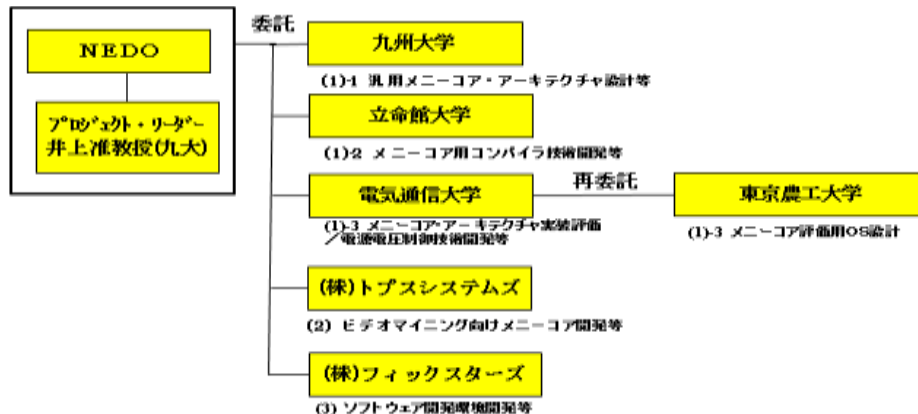 NEDO
プロジェクト・リーダー
井上准教授(九大)
委託
九州大学
(1)-1 汎用メニーコア・アーキテクチャ設計等
立命館大学
(1)-2 メニーコア用コンパイラ技術開発等
電気通信大学
再委託
東京農工大学
(1)-3 メニーコア・アーキテクチャ実装評価
/電源電圧制御技術開発等
(1)-3 メニーコア評価用OS設計
(株)トプスシステムズ
(2) ビデオマイニング向けメニーコア開発等
(株)フィックスターズ
(3) ソフトウェア開発環境開発等